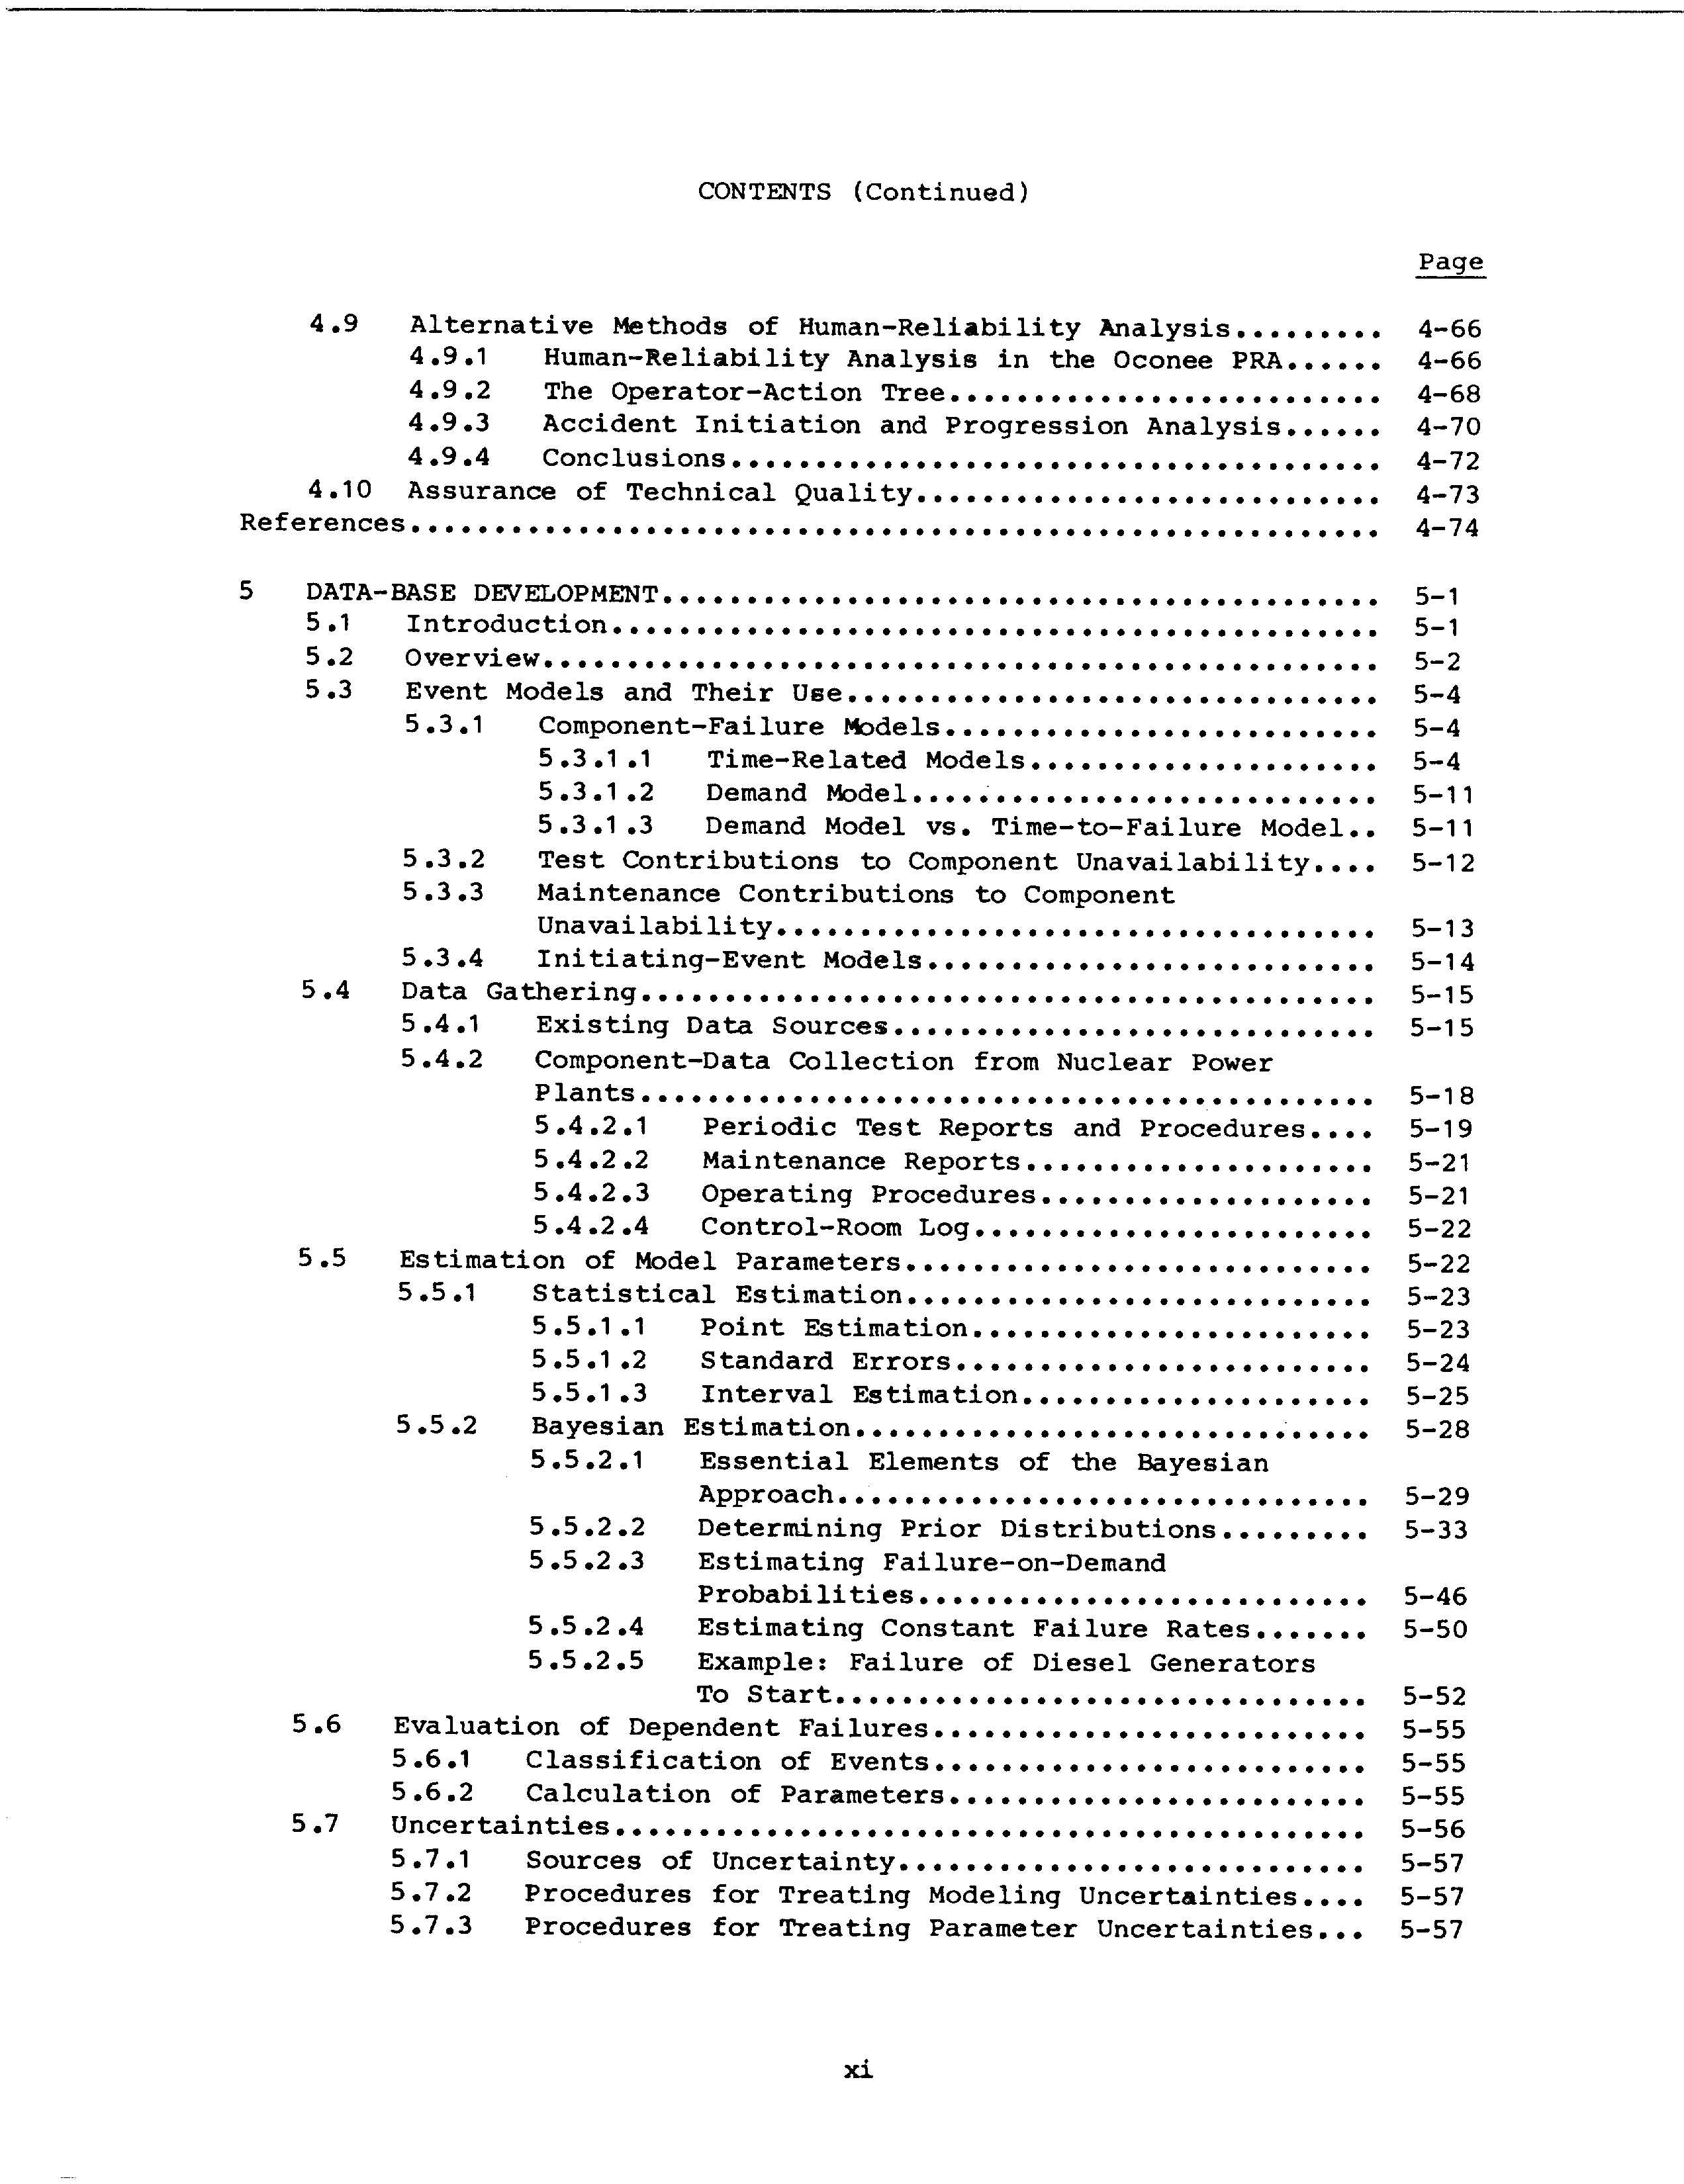 CONTENTS (Continued)
Page
4.9 Alternative Methods of Human-Reliability Analysis......... 4-66
4.9.1 Human-Reliability Analysis in the Oconee PRA...... 4-66
4.9.2 The Operator-Action Tree.......................... 4-68
4.9.3 Accident Initiation and Progression Analysis...... 4-70
4.9.4 Conclusions....................................... 4-72
4.10 Assurance of Technical Quality............................ 4-73
References.......................................................... 4-74
5 DATA-BASE DEVELOPMENT........................................... 5-1
5.1 Introduction.............................................. 5-1
5.2 Overview.................................................. 5-2
5.3 Event Models and Their Use................................ 5-4
5.3.1 Component-Failure Models.......................... 5-4
5.3.1.1 Time-Related Models..................... 5-4
5.3.1.2 Demand Model............................ 5-11
5.3.1.3 Demand Model vs. Time-to-Failure Model.. 5-11
5.3.2 Test Contributions to Component Unavailability.... 5-12
5.3.3 Maintenance Contributions to Component
Unavailability.................................... 5-13
5.3.4 Initiating-Event Models........................... 5-14
5.4 Data Gathering............................................ 5-15
5.4.1 Existing Data Sources............................. 5-15
5.4.2 Component-Data Collection from Nuclear Power
Plants............................................ 5-18
5.4.2.1 Periodic Test Reports and Procedures.... 5-19
5.4.2.2 Maintenance Reports..................... 5-21
5.4.2.3 Operating Procedures.................... 5-21
5.4.2.4 Control-Room Log........................ 5-22
5.5 Estimation of Model Parameters............................ 5-22
5.5.1 Statistical Estimation............................ 5-23
5.5.1.1 Point Estimation........................ 5-23
5.5.1.2 Standard Errors......................... 5-24
5.5.1.3 Interval Estimation..................... 5-25
5.5.2 Bayesian Estimation............................... 5-28
5.5.2.1 Essential Elements of the Bayesian
Approach................................ 5-29
5.5.2.2 Determining Prior Distributions......... 5-33
5.5.2.3 Estimating Failure-on-Demand
Probabilities........................... 5-46
5.5.2.4 Estimating Constant Failure Rates....... 5-50
5.5.2.5 Example: Failure of Diesel Generators
To Start................................ 5-52
5.6 Evaluation of Dependent Failures.......................... 5-55
5.6.1 Classification of Events.......................... 5-55
5.6.2 Calculation of Parameters......................... 5-55
5.7 Uncertainties............................................. 5-56
5.7.1 Sources of Uncertainty............................ 5-57
5.7.2 Procedures for Treating Modeling Uncertainties.... 5-57
5.7.3 Procedures for Treating Parameter Uncertainties... 5-57
xi